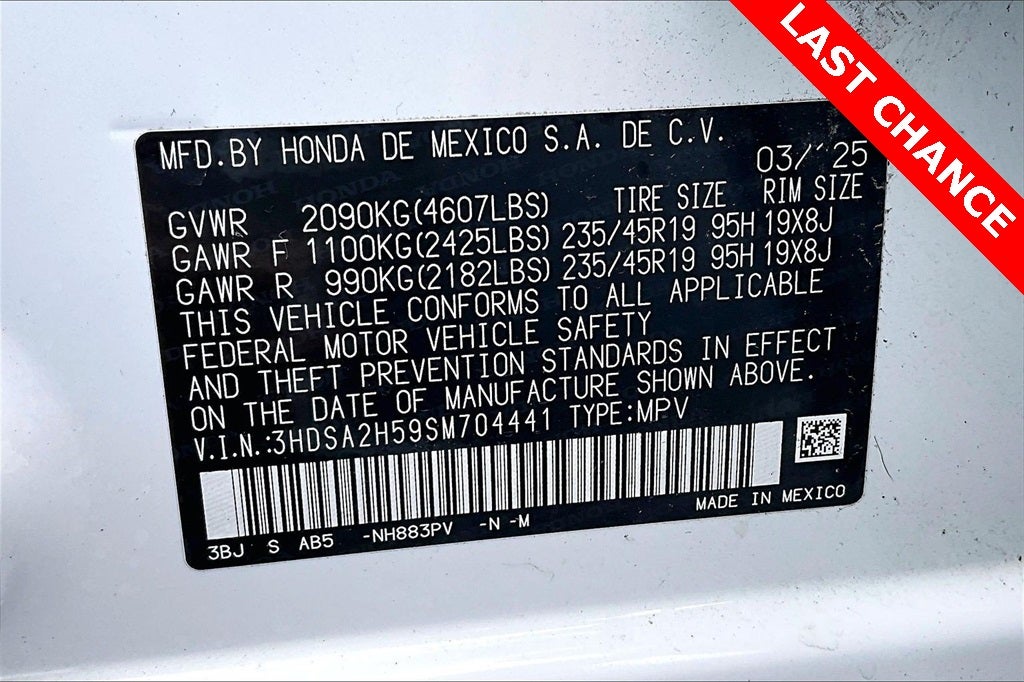 LAST CHANCE
MFD.BY HONDA DE MEXICO S.A. DE C.V.
03/ '25
TIRE SIZE RIM SIZE
GVWR 2090KG(4607LBS)
GAWR F 1100KG(2425LBS) 235/45R19 95H 19X8J
GAWR R 990KG(2182LBS) 235/45R19 95H 19X8J
THIS VEHICLE CONFORMS TO ALL APPLICABLE
FEDERAL MOTOR VEHICLE SAFETY
AND THEFT PREVENTION STANDARDS IN EFFECT
ON THE DATE OF MANUFACTURE SHOWN ABOVE.
V.I.N.:3HDSA2H59SM704441 TYPE:MPV
MADE IN MEXICO
3BJ S AB5 -NH883PV -N -M